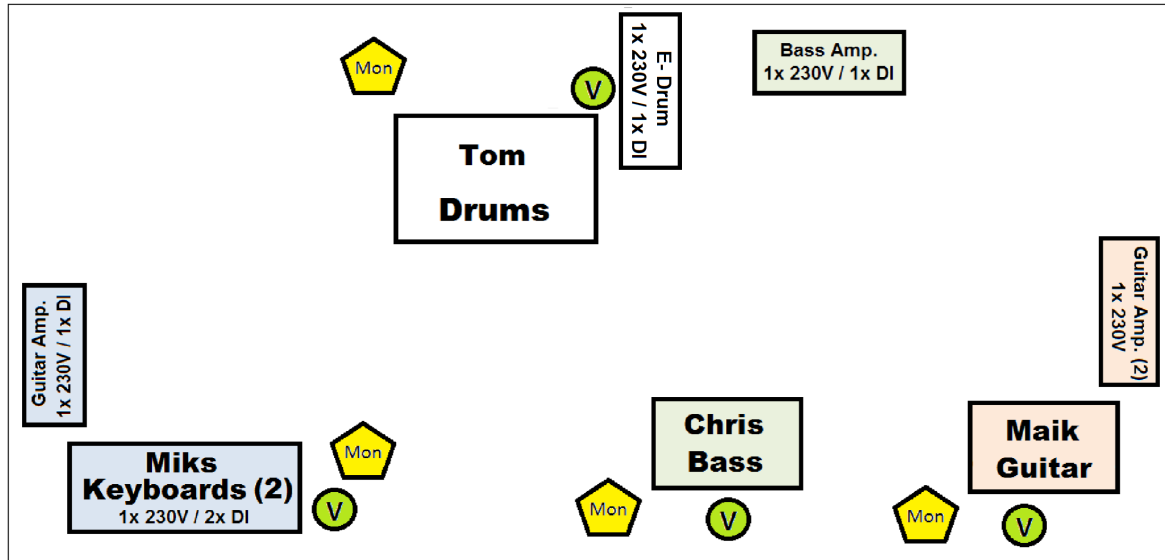 Mon
V
E- Drum
1x 230V / 1x DI
Bass Amp.
1x 230V / 1x DI
Tom
Drums
Guitar Amp.
1x 230V / 1x DI
Guitar Amp. (2)
1x 230V
Miks
Keyboards (2)
1x 230V / 2x DI
Mon
V
Chris
Bass
Mon
V
Maik
Guitar
Mon
V